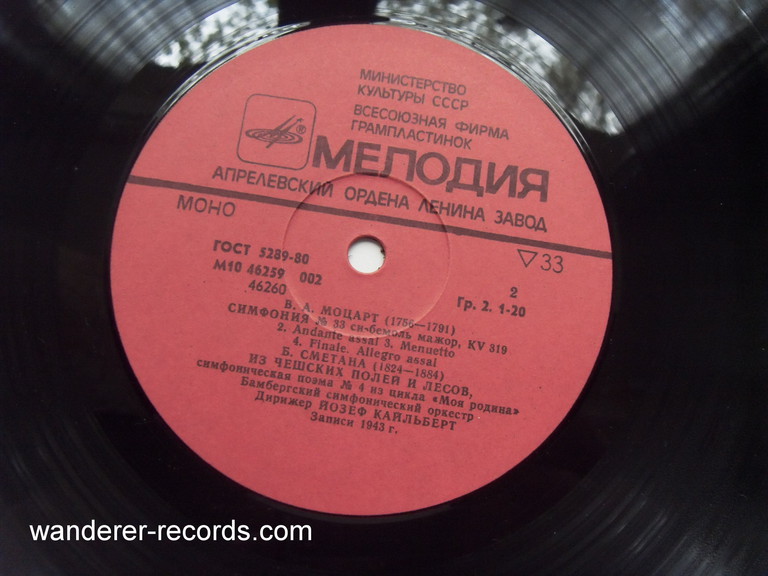 МИНИСТЕРСТВО
КУЛЬТУРЫ СССР
ВСЕСОЮЗНАЯ ФИРМА
ГРАМПЛАСТИНОК
®
МЕЛОДИЯ
АПРЕЛЕВСКИЙ ОРДЕНА ЛЕНИНА ЗАВОД
МОНО
▽33
ГОСТ 5289-80
М10 46259 002
46260
2
Гр. 2. 1-20
В. А. МОЦАРТ (1756—1791)
СИМФОНИЯ № 33 си-бемоль мажор, KV 319
2. Andante assai 3. Menuetto
4. Finale. Allegro assai
Б. СМЕТАНА (1824—1884)
ИЗ ЧЕШСКИХ ПОЛЕЙ И ЛЕСОВ,
симфоническая поэма № 4 из цикла «Моя родина»
Бамбергский симфонический оркестр
Дирижер ЙОЗЕФ КАЙЛЬБЕРТ
Записи 1943 г.
wanderer-records.com